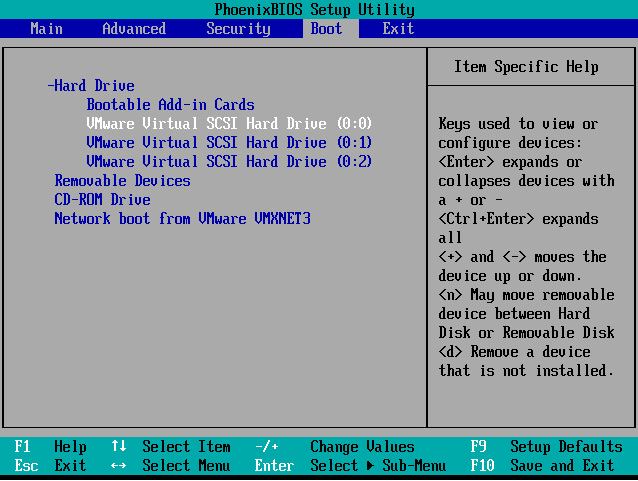 PhoenixBIOS Setup Utility
Main Advanced Security Boot Exit
Item Specific Help
-Hard Drive
Bootable Add-in Cards
VMware Virtual SCSI Hard Drive (0:0)
VMware Virtual SCSI Hard Drive (0:1)
VMware Virtual SCSI Hard Drive (0:2)
Removable Devices
CD-ROM Drive
Network boot from VMware VMXNET3
Keys used to view or
configure devices:
<Enter> expands or
collapses devices with
a + or -
<Ctrl+Enter> expands
all
<+> and <-> moves the
device up or down.
<n> May move removable
device between Hard
Disk or Removable Disk
<d> Remove a device
that is not installed.
F1 Help ↑↓ Select Item -/+ Change Values F9 Setup Defaults
Esc Exit ↔ Select Menu Enter Select ▶ Sub-Menu F10 Save and Exit